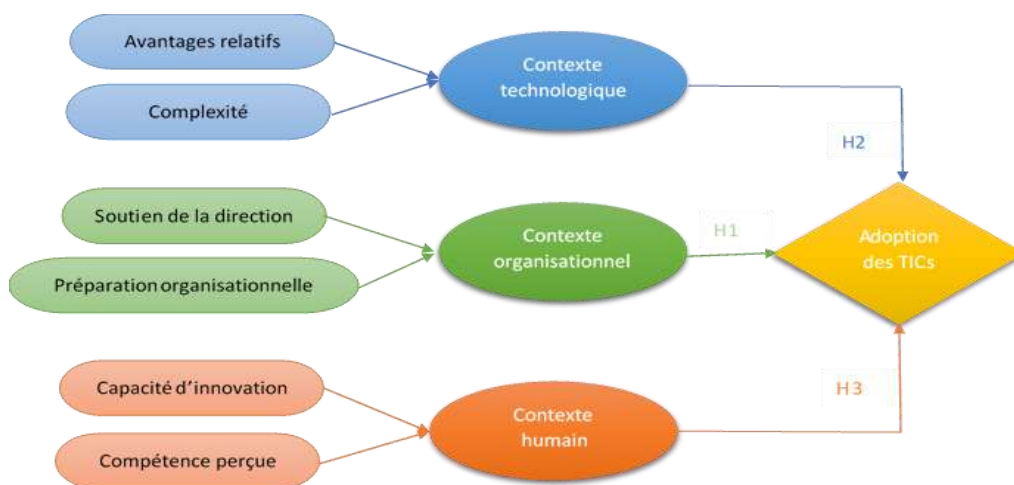 Avantages relatifs
Complexité
Contexte
technologique
H2
Soutien de la direction
Préparation organisationnelle
Contexte
organisationnel
H1
Adoption
des TICs
Capacité d'innovation
Compétence perçue
Contexte
humain
H3